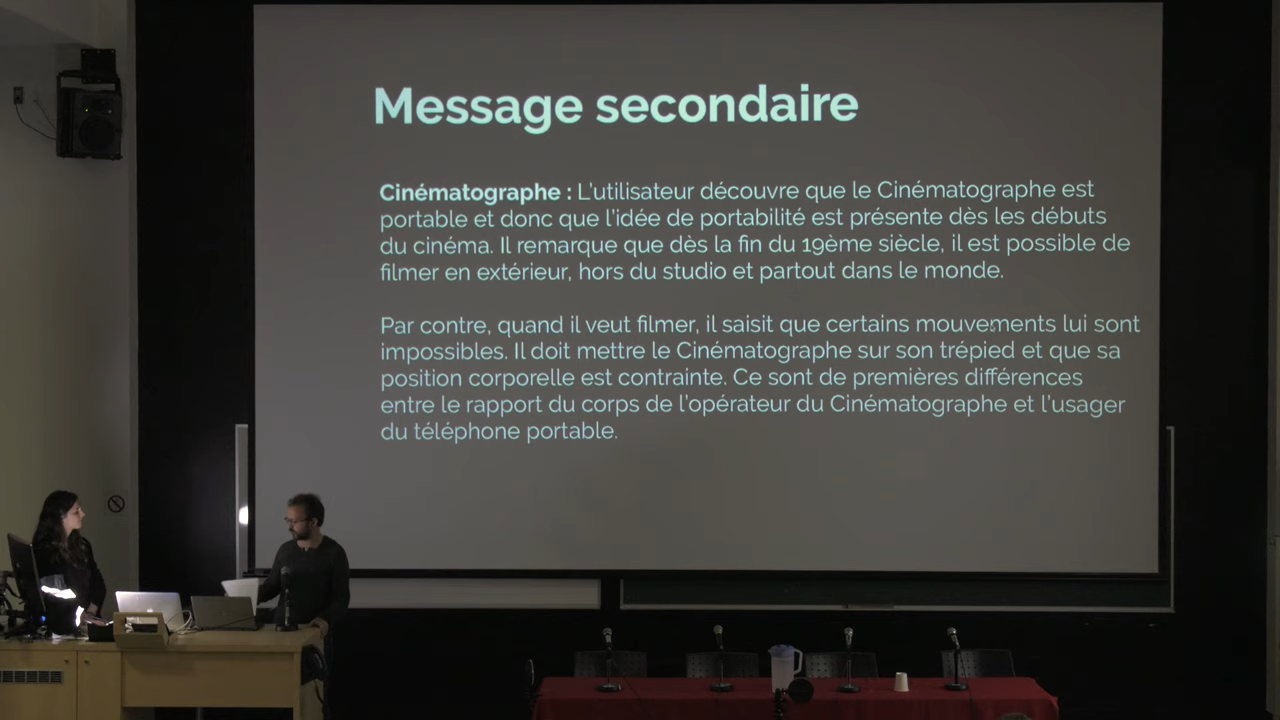 Message secondaire
Cinématographe : L'utilisateur découvre que le Cinématographe est
portable et donc que l'idée de portabilité est présente dès les débuts
du cinéma. Il remarque que dès la fin du 19ème siècle, il est possible de
filmer en extérieur, hors du studio et partout dans le monde.
Par contre, quand il veut filmer, il saisit que certains mouvements lui sont
impossibles. Il doit mettre le Cinématographe sur son trépied et que sa
position corporelle est contrainte. Ce sont de premières différences
entre le rapport du corps de l'opérateur du Cinématographe et l'usager
du téléphone portable.